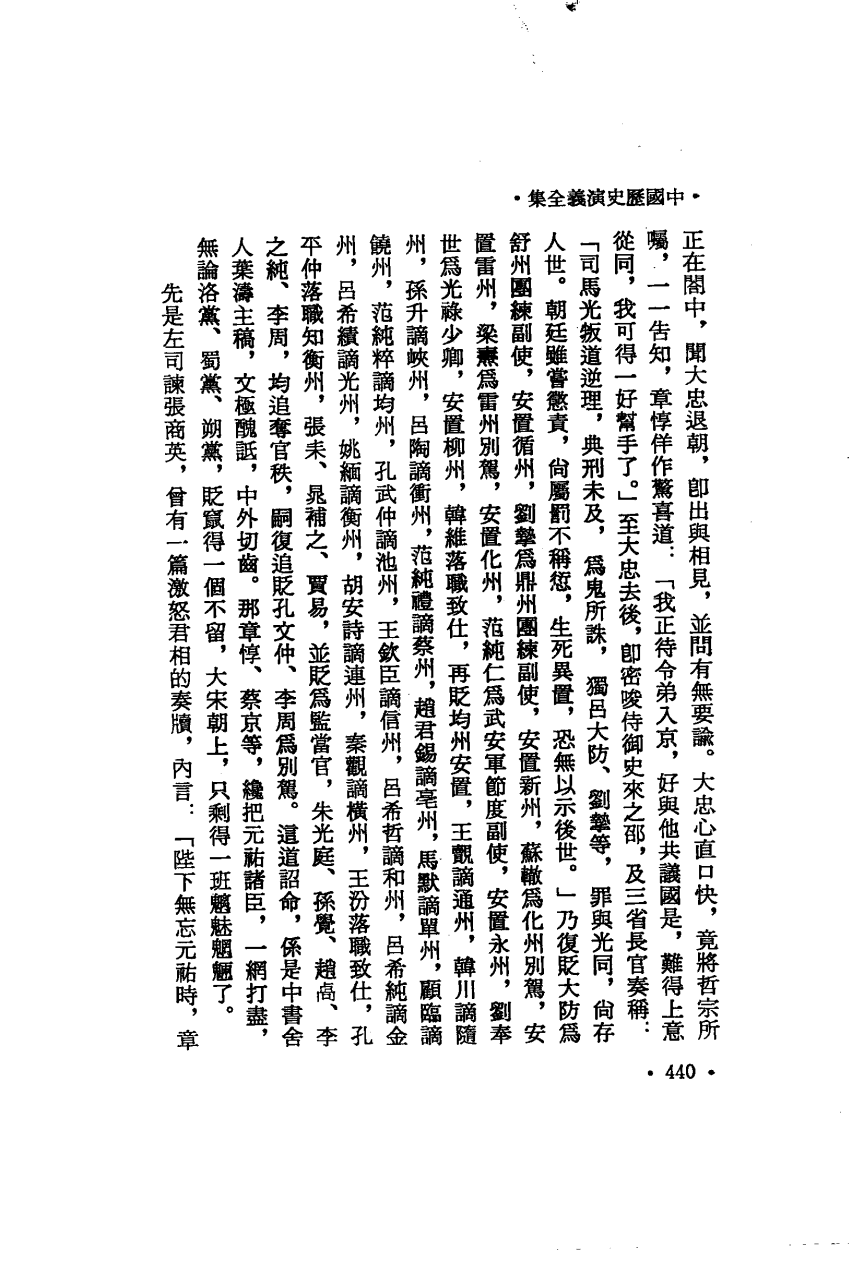 •中國歷史演義全集•
正在閣中，聞大忠退朝，卽出與相見，並問有無要諭。大忠心直口快，竟將哲宗所
囑，一一告知，章惇佯作驚喜道：「我正待令弟入京，好與他共議國是，難得上意
從同，我可得一好幫手了。」至大忠去後，卽密唆侍御史來之邵，及三省長官奏稱：
「司馬光叛道逆理，典刑未及，爲鬼所誅，獨呂大防、劉摯等，罪與光同，尙存
人世。朝廷雖嘗懲責，尙屬罰不稱愆，生死異置，恐無以示後世。」乃復貶大防爲
舒州團練副使，安置循州，劉摯爲鼎州團練副使，安置新州，蘇轍爲化州別駕，安
置雷州，梁燾爲雷州別駕，安置化州，范純仁爲武安軍節度副使，安置永州，劉奉
世爲光祿少卿，安置柳州，韓維落職致仕，再貶均州安置，王覿謫通州，韓川謫隨
州，孫升謫峽州，呂陶謫衡州，范純禮謫蔡州，趙君錫謫亳州，馬默謫單州，顧臨謫
饒州，范純粹謫均州，孔武仲謫池州，王欽臣謫信州，呂希哲謫和州，呂希純謫金
州，呂希績謫光州，姚緬謫衡州，胡安詩謫連州，秦觀謫橫州，王汾落職致仕，孔
平仲落職知衡州，張耒、晁補之、賈易，並貶爲監當官，朱光庭、孫覺、趙卨、李
之純、李周，均追奪官秩，嗣復追貶孔文仲、李周爲別駕。這道詔命，係是中書舍
人葉濤主稿，文極醜詆，中外切齒。那章惇、蔡京等，纔把元祐諸臣，一網打盡，
無論洛黨、蜀黨、朔黨，貶竄得一個不留，大宋朝上，只剩得一班魑魅魍魎了。
先是左司諫張商英，曾有一篇激怒君相的奏牘，內言：「陛下無忘元祐時，章
•440•